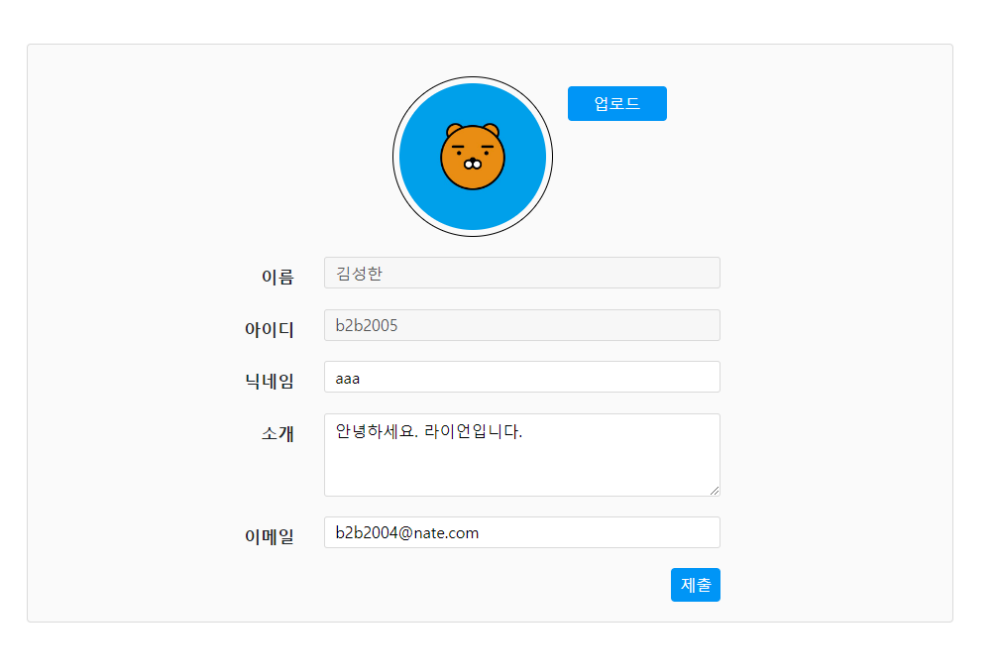 업로드
이름 김성한
아이디 b2b2005
닉네임 aaa
소개 안녕하세요. 라이언입니다.
이메일 b2b2004@nate.com
제출